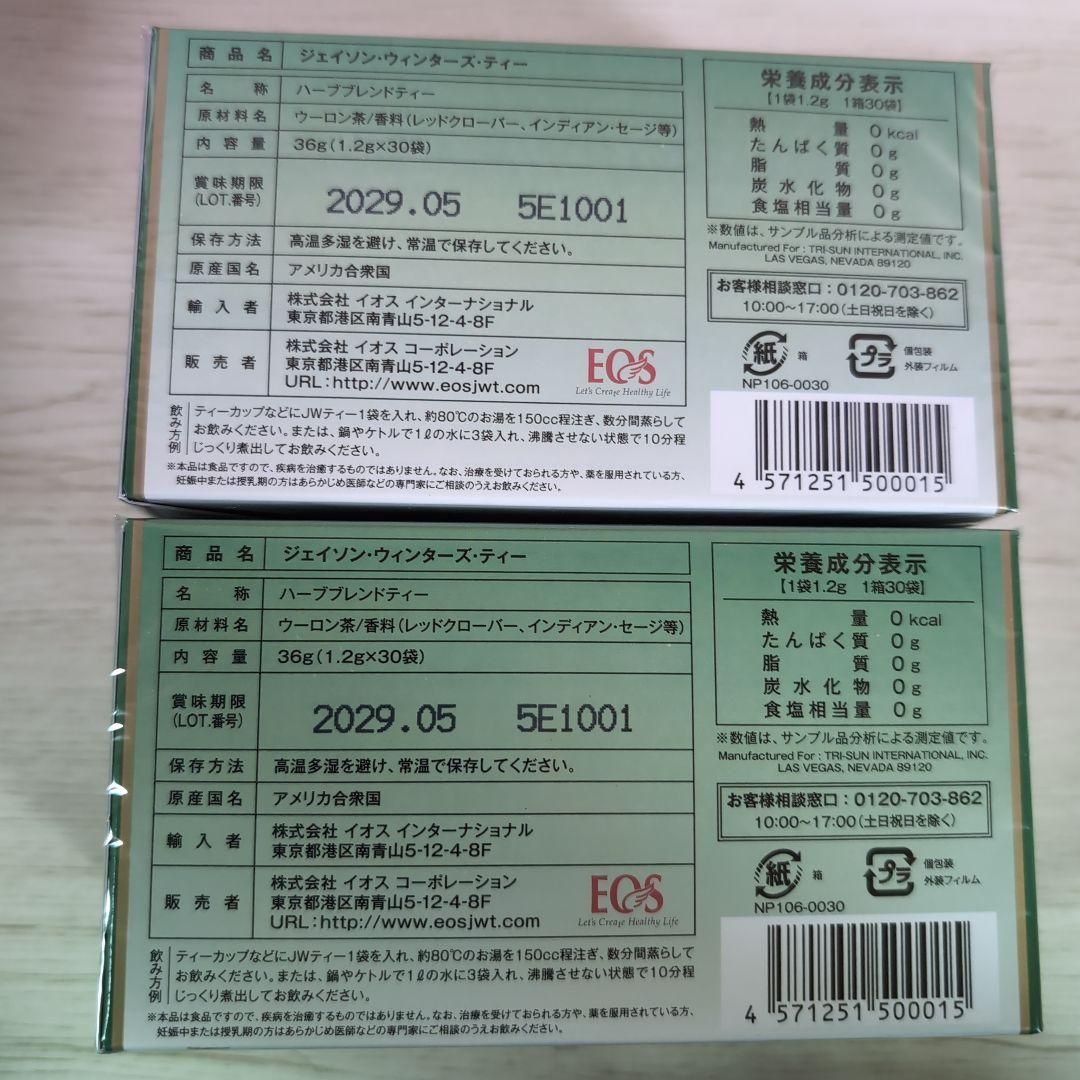 商品名 ジェイソン・ウィンターズ・ティー
名称 ハーブブレンドティー
原材料名 ウーロン茶/香料(レッドクローバー、インディアン・セージ等)
内容量 36g(1.2g×30袋)
賞味期限 (LOT.番号) 2029.05 5E1001
保存方法 高温多湿を避け、常温で保存してください。
原産国名 アメリカ合衆国
輸入者 株式会社 イオス インターナショナル
東京都港区南青山5-12-4-8F
販売者 株式会社 イオス コーポレーション
東京都港区南青山5-12-4-8F
URL:http://www.eosjwt.com
EOS
Let's Create Healthy Life
飲み方例 ティーカップなどにJWティー1袋を入れ、約80℃のお湯を150cc程注ぎ、数分間蒸らして
お飲みください。または、鍋やケトルで1ℓの水に3袋入れ、沸騰させない状態で10分程
じっくり煮出してお飲みください。
※本品は食品ですので、疾病を治癒するものではありません。なお、治療を受けておられる方や、薬を服用されている方、
妊娠中または授乳期の方はあらかじめ医師などの専門家にご相談のうえお飲みください。
栄養成分表示
【1袋1.2g 1箱30袋】
熱量 0 kcal
たんぱく質 0 g
脂質 0 g
炭水化物 0 g
食塩相当量 0 g
※数値は、サンプル品分析による測定値です。
Manufactured For : TRI-SUN INTERNATIONAL, INC.
LAS VEGAS, NEVADA 89120
お客様相談窓口:0120-703-862
10:00〜17:00(土日祝日を除く)
紙 箱
プラ 個包装
外装フィルム
NP106-0030
4 571251 500015
商品名 ジェイソン・ウィンターズ・ティー
名称 ハーブブレンドティー
原材料名 ウーロン茶/香料(レッドクローバー、インディアン・セージ等)
内容量 36g(1.2g×30袋)
賞味期限 (LOT.番号) 2029.05 5E1001
保存方法 高温多湿を避け、常温で保存してください。
原産国名 アメリカ合衆国
輸入者 株式会社 イオス インターナショナル
東京都港区南青山5-12-4-8F
販売者 株式会社 イオス コーポレーション
東京都港区南青山5-12-4-8F
URL:http://www.eosjwt.com
EOS
Let's Create Healthy Life
飲み方例 ティーカップなどにJWティー1袋を入れ、約80℃のお湯を150cc程注ぎ、数分間蒸らして
お飲みください。または、鍋やケトルで1ℓの水に3袋入れ、沸騰させない状態で10分程
じっくり煮出してお飲みください。
※本品は食品ですので、疾病を治癒するものではありません。なお、治療を受けておられる方や、薬を服用されている方、
妊娠中または授乳期の方はあらかじめ医師などの専門家にご相談のうえお飲みください。
栄養成分表示
【1袋1.2g 1箱30袋】
熱量 0 kcal
たんぱく質 0 g
脂質 0 g
炭水化物 0 g
食塩相当量 0 g
※数値は、サンプル品分析による測定値です。
Manufactured For : TRI-SUN INTERNATIONAL, INC.
LAS VEGAS, NEVADA 89120
お客様相談窓口:0120-703-862
10:00〜17:00(土日祝日を除く)
紙 箱
プラ 個包装
外装フィルム
NP106-0030
4 571251 500015